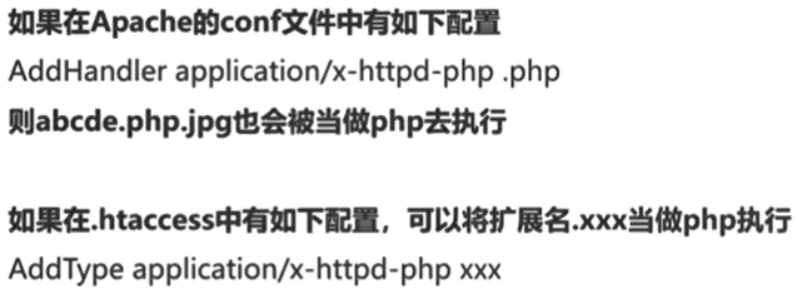 如果在Apache的conf文件中有如下配置
AddHandler application/x-httpd-php .php
则abcde.php.jpg也会被当做php去执行
如果在.htaccess中有如下配置，可以将扩展名.xxx当做php执行
AddType application/x-httpd-php xxx